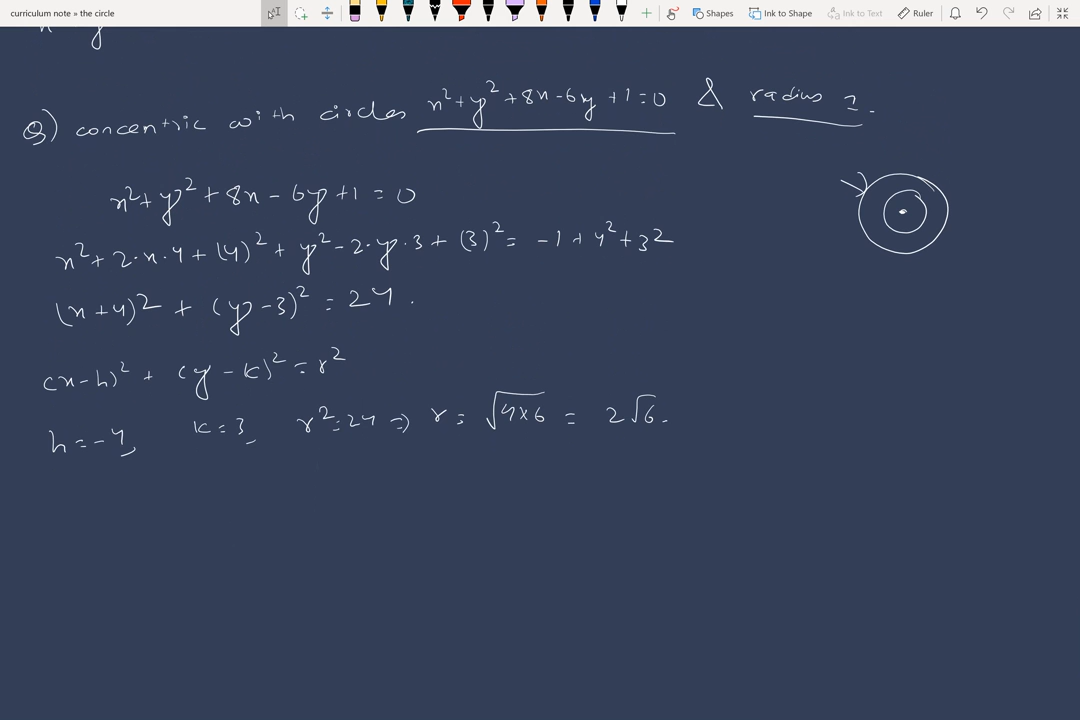 curriculum note » the circle
Shapes Ink to Shape Ink to Text Ruler
Q) concentric with circles x²+y²+8x-6y+1=0 & radius 2.
x²+y²+8x-6y+1=0
x²+2·x·4+(4)²+y²-2·y·3+(3)²=-1+4²+3²
(x+4)²+(y-3)²=24.
(x-h)²+(y-k)²=r²
h=-4, k=3, r²=24 ⇒ r=√4×6 = 2√6.